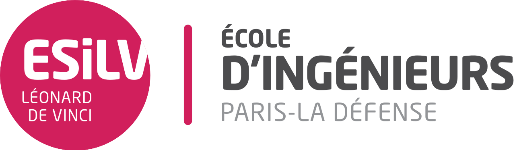 ESiLV
LÉONARD
DE VINCI
ÉCOLE
D'INGÉNIEURS
PARIS-LA DÉFENSE